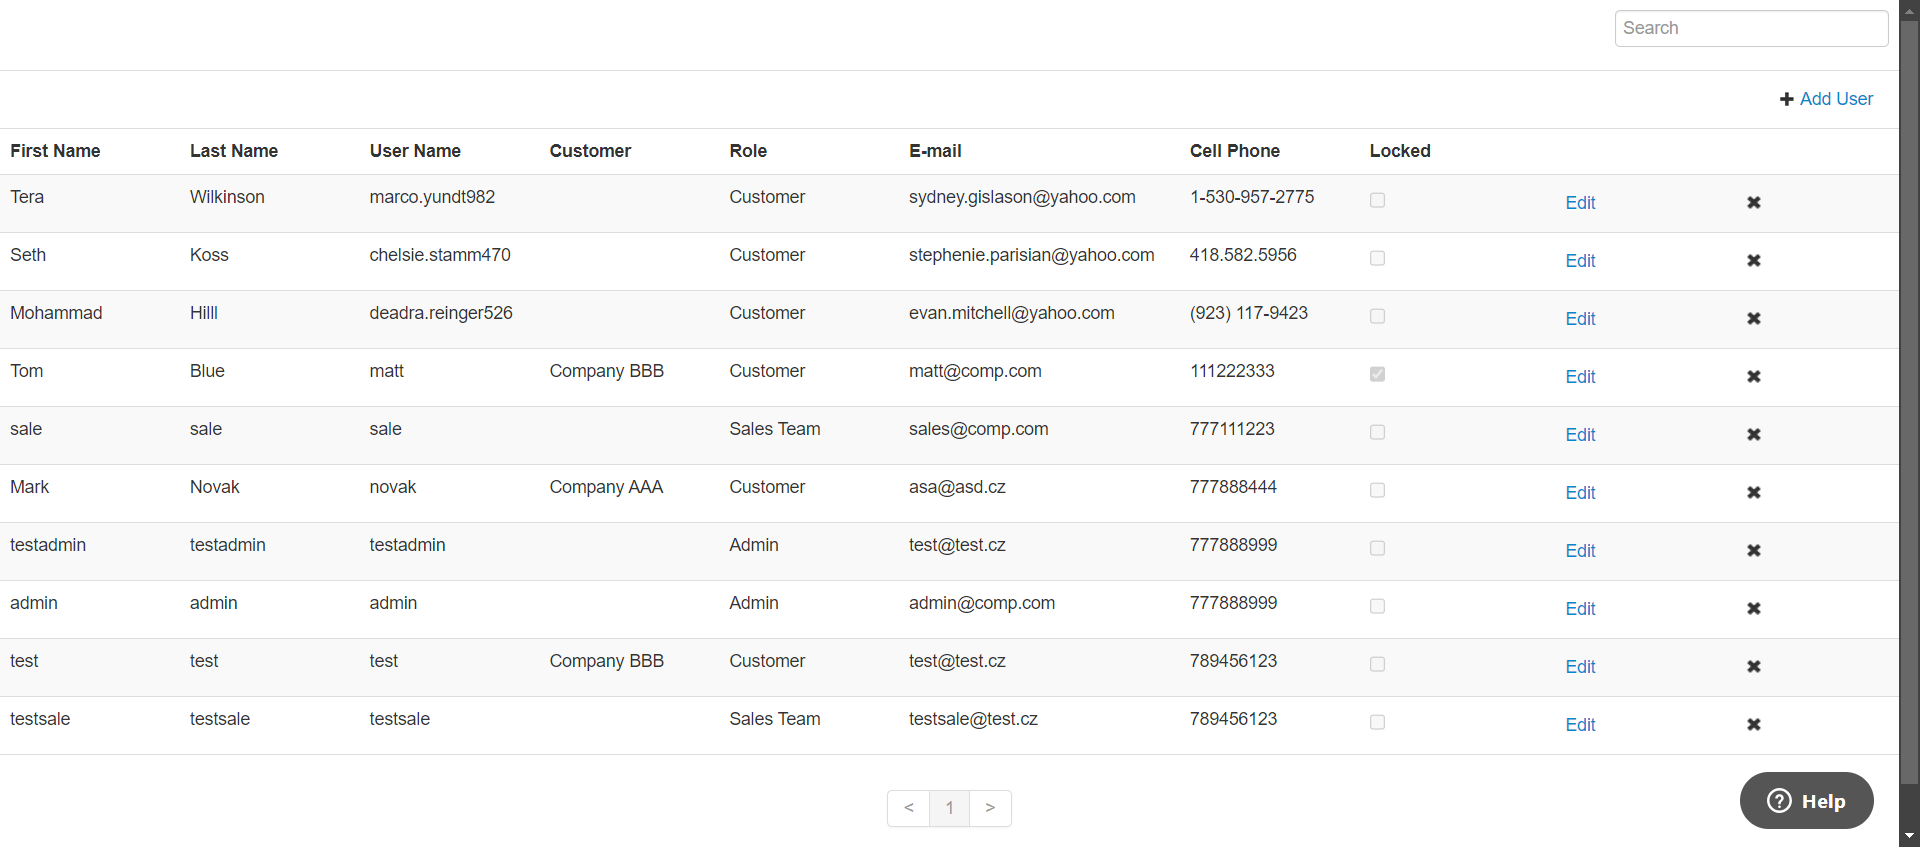 Search
Add User
First Name Last Name User Name Customer Role E-mail Cell Phone Locked
Tera Wilkinson marco.yundt982 Customer sydney.gislason@yahoo.com 1-530-957-2775 Edit
Seth Koss chelsie.stamm470 Customer stephenie.parisian@yahoo.com 418.582.5956 Edit
Mohammad Hilll deadra.reinger526 Customer evan.mitchell@yahoo.com (923) 117-9423 Edit
Tom Blue matt Company BBB Customer matt@comp.com 111222333 Edit
sale sale sale Sales Team sales@comp.com 777111223 Edit
Mark Novak novak Company AAA Customer asa@asd.cz 777888444 Edit
testadmin testadmin testadmin Admin test@test.cz 777888999 Edit
admin admin admin Admin admin@comp.com 777888999 Edit
test test test Company BBB Customer test@test.cz 789456123 Edit
testsale testsale testsale Sales Team testsale@test.cz 789456123 Edit
< 1 >
Help